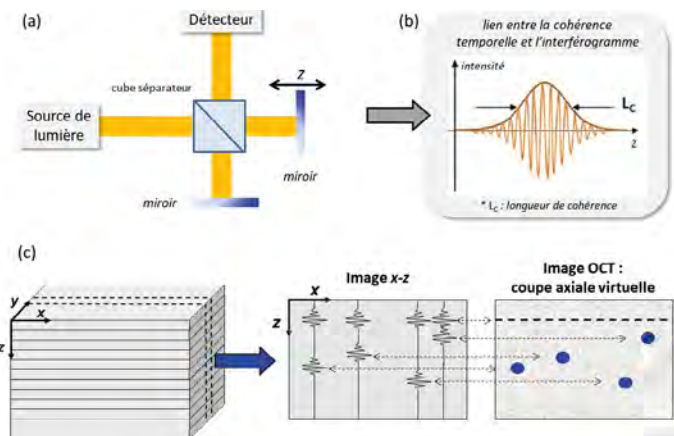 (a)
Détecteur
cube séparateur
z
Source de
lumière
miroir
miroir
(b)
lien entre la cohérence
temporelle et l'interférogramme
intensité
Lc
z
* Lc : longueur de cohérence
(c)
y
x
z
Image x-z
x
z
Image OCT :
coupe axiale virtuelle